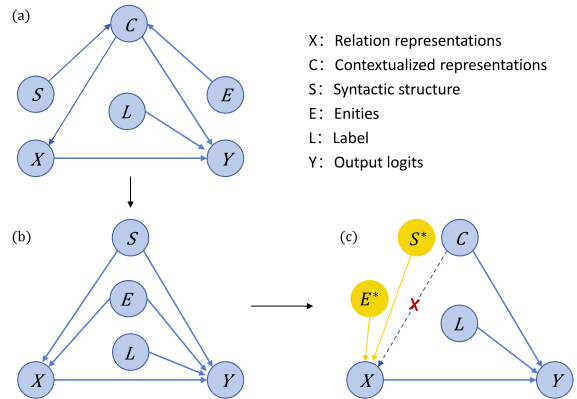 (a)
C
S
E
L
X
Y
X： Relation representations
C： Contextualized representations
S： Syntactic structure
E： Enities
L： Label
Y： Output logits
(b)
S
E
L
X
Y
(c)
S*
C
E*
L
X
Y